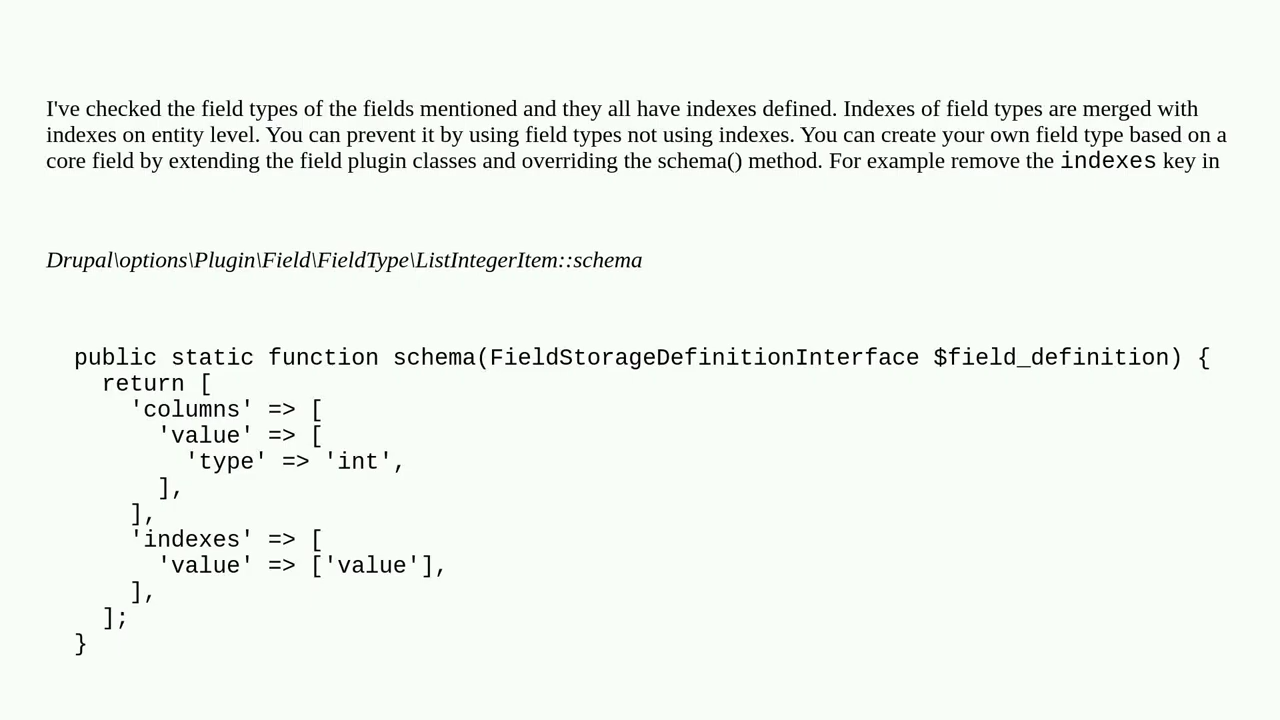 I've checked the field types of the fields mentioned and they all have indexes defined. Indexes of field types are merged with
indexes on entity level. You can prevent it by using field types not using indexes. You can create your own field type based on a
core field by extending the field plugin classes and overriding the schema() method. For example remove the indexes key in
Drupal\options\Plugin\Field\FieldType\ListIntegerItem::schema
public static function schema(FieldStorageDefinitionInterface $field_definition) {
  return [
    'columns' => [
      'value' => [
        'type' => 'int',
      ],
    ],
    'indexes' => [
      'value' => ['value'],
    ],
  ];
}